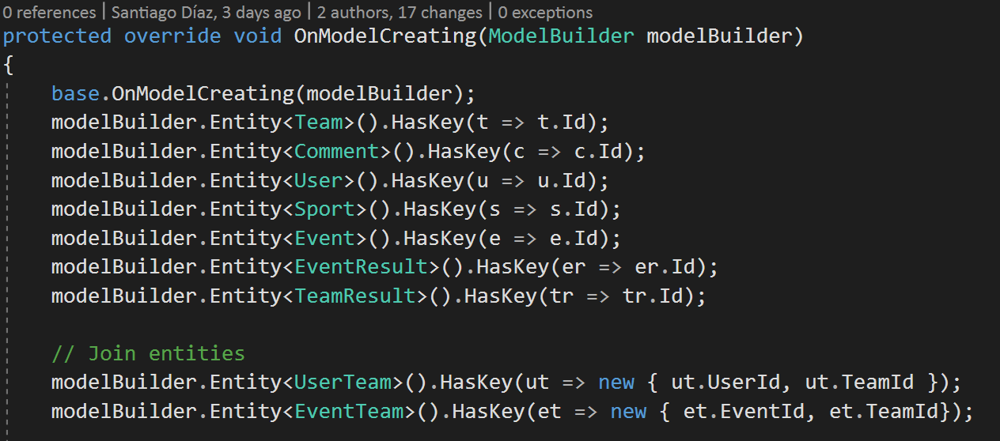 0 references | Santiago Díaz, 3 days ago | 2 authors, 17 changes | 0 exceptions
protected override void OnModelCreating(ModelBuilder modelBuilder)
{
    base.OnModelCreating(modelBuilder);
    modelBuilder.Entity<Team>().HasKey(t => t.Id);
    modelBuilder.Entity<Comment>().HasKey(c => c.Id);
    modelBuilder.Entity<User>().HasKey(u => u.Id);
    modelBuilder.Entity<Sport>().HasKey(s => s.Id);
    modelBuilder.Entity<Event>().HasKey(e => e.Id);
    modelBuilder.Entity<EventResult>().HasKey(er => er.Id);
    modelBuilder.Entity<TeamResult>().HasKey(tr => tr.Id);
    // Join entities
    modelBuilder.Entity<UserTeam>().HasKey(ut => new { ut.UserId, ut.TeamId });
    modelBuilder.Entity<EventTeam>().HasKey(et => new { et.EventId, et.TeamId});